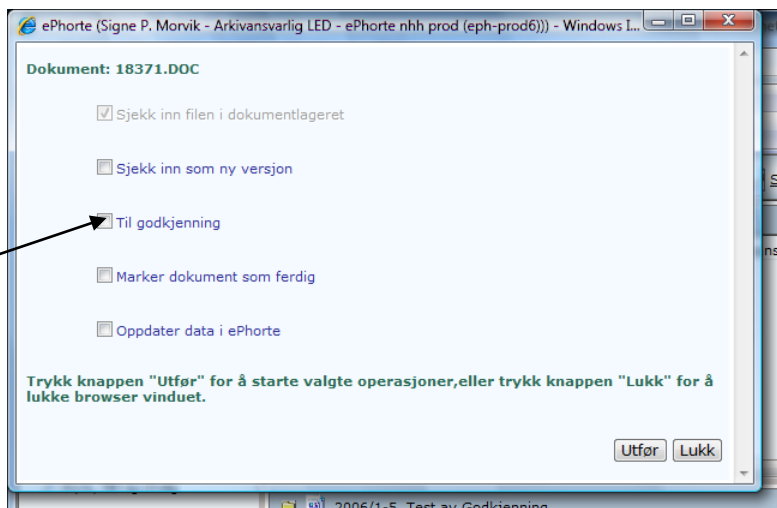 ePhorte (Signe P. Morvik - Arkivansvarlig LED - ePhorte nhh prod (eph-prod6))) - Windows I...
Dokument: 18371.DOC
Sjekk inn filen i dokumentlageret
Sjekk inn som ny versjon
Til godkjenning
Marker dokument som ferdig
Oppdater data i ePhorte
Trykk knappen "Utfør" for å starte valgte operasjoner,eller trykk knappen "Lukk" for å
lukke browser vinduet.
Utfør Lukk
2006/1-5 Test av Godkjenning